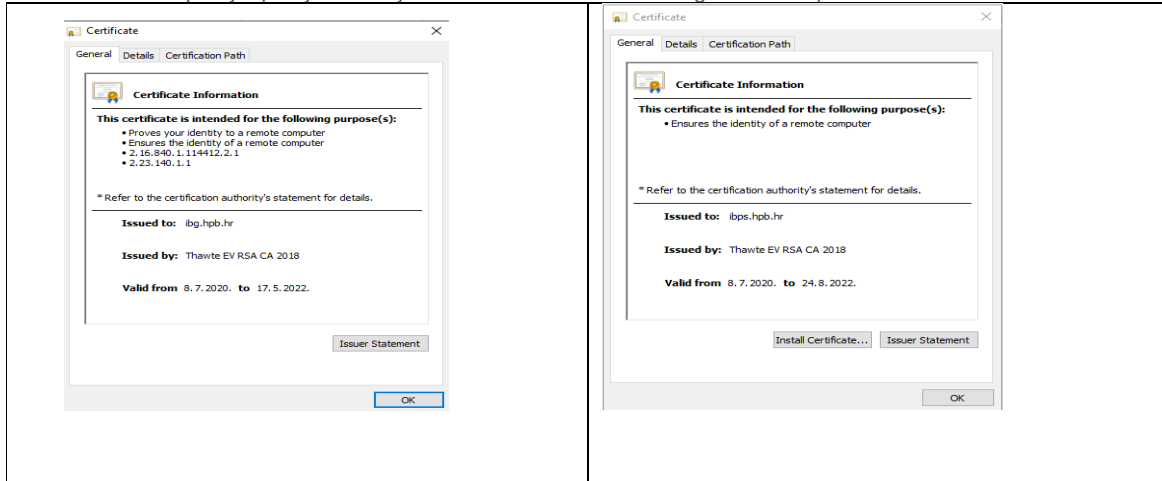 Certificate
General Details Certification Path
Certificate Information
This certificate is intended for the following purpose(s):
• Proves your identity to a remote computer
• Ensures the identity of a remote computer
• 2.16.840.1.114412.2.1
• 2.23.140.1.1
* Refer to the certification authority's statement for details.
Issued to: ibg.hpb.hr
Issued by: Thawte EV RSA CA 2018
Valid from 8.7.2020. to 17.5.2022.
Issuer Statement
OK
Certificate
General Details Certification Path
Certificate Information
This certificate is intended for the following purpose(s):
• Ensures the identity of a remote computer
* Refer to the certification authority's statement for details.
Issued to: ibps.hpb.hr
Issued by: Thawte EV RSA CA 2018
Valid from 8.7.2020. to 24.8.2022.
Install Certificate... Issuer Statement
OK